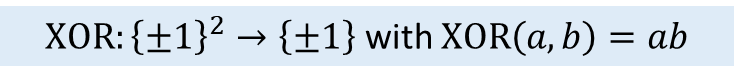 XOR: {±1}² → {±1} with XOR(a, b) = ab